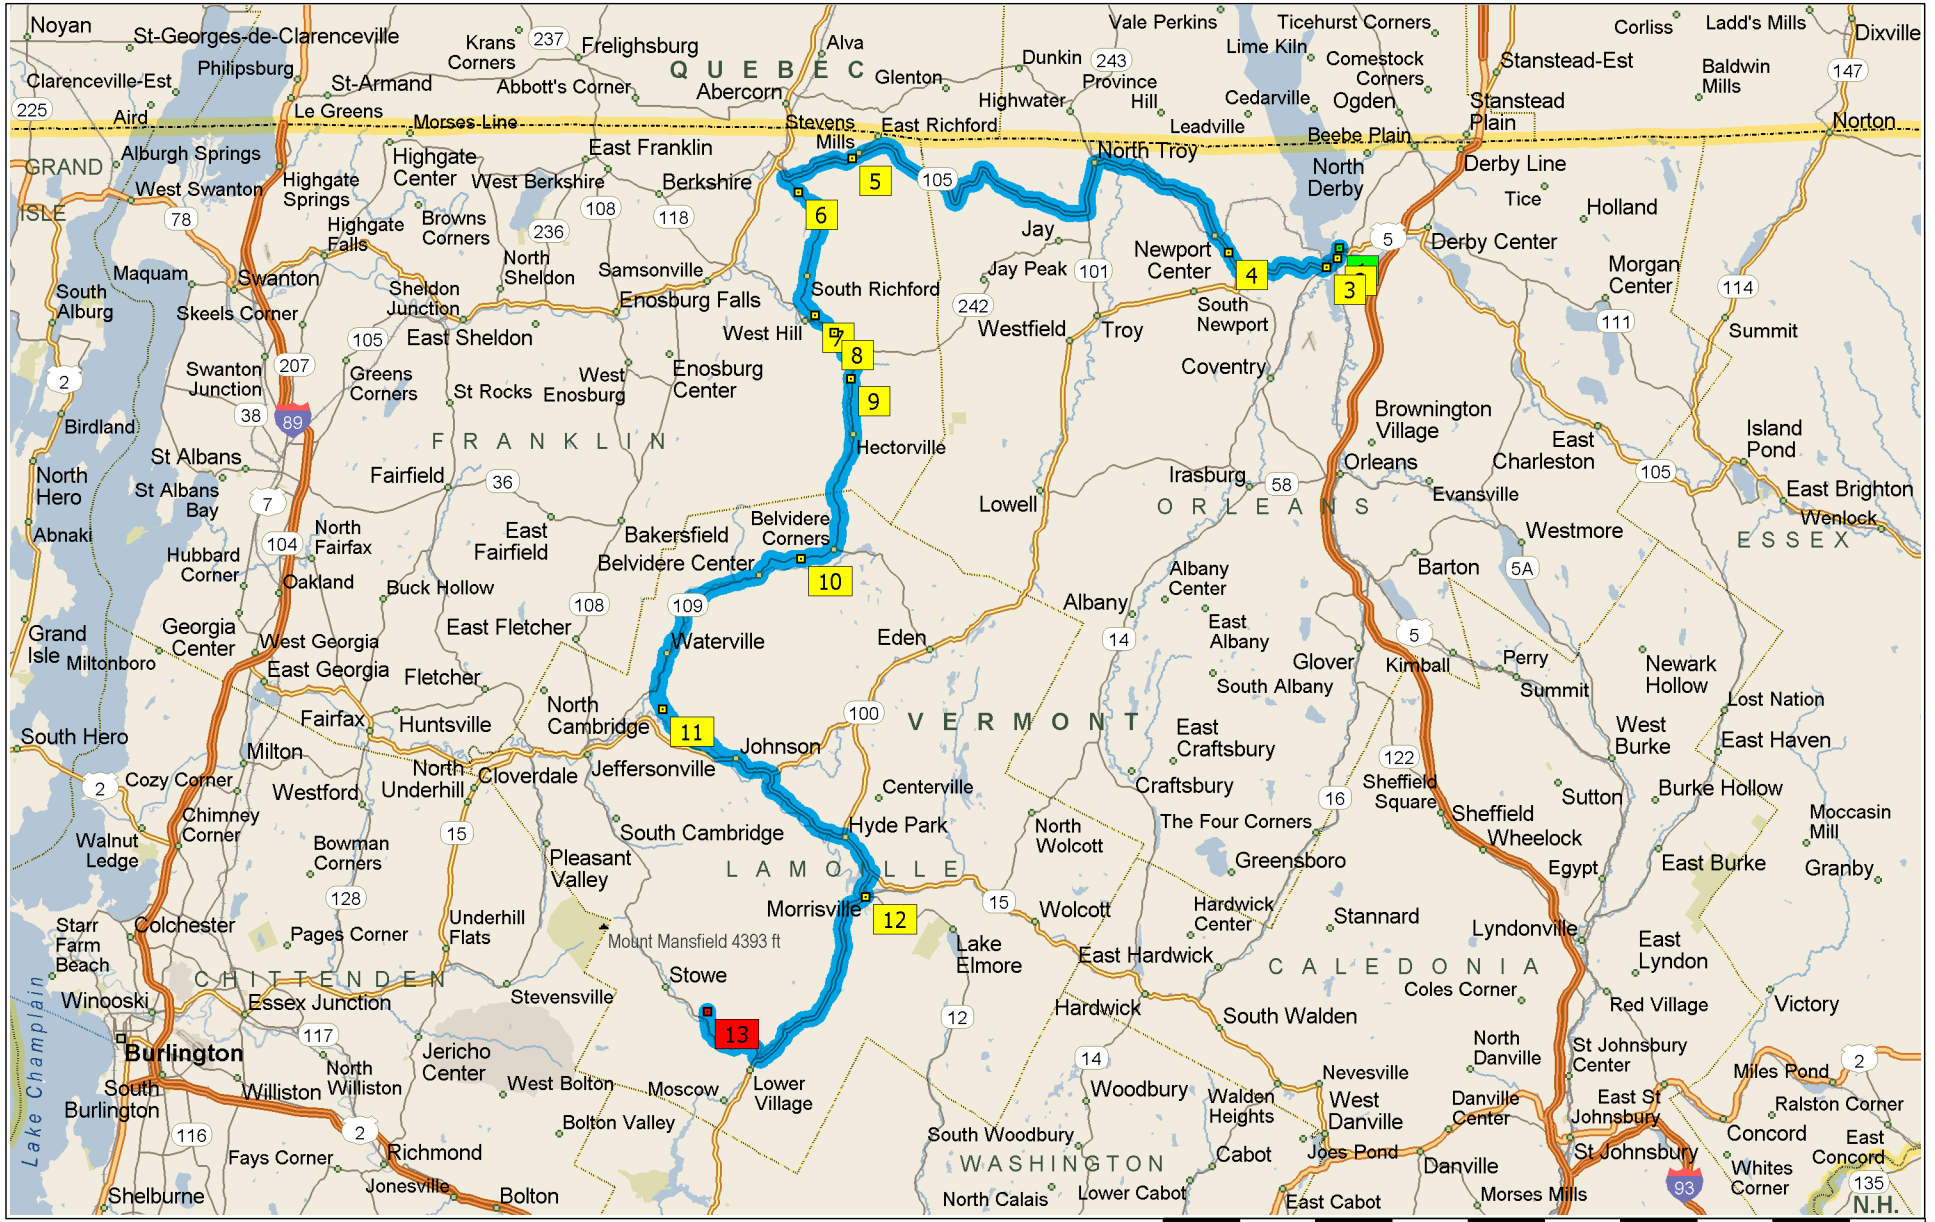 Noyan
St-Georges-de-Clarenceville
Krans
Corners
237
Frelighsburg
Alva
Vale Perkins
Ticehurst Corners
Corliss
Ladd's Mills
Dixville
Philipsburg
QUEBEC
Glenton
Dunkin
243
Lime Kiln
Comestock
Corners
Stanstead-Est
Baldwin
Mills
147
Clarenceville-Est
St-Armand
Abbott's Corner
Abercorn
Highwater
Province
Hill
Cedarville
Ogden
Stanstead
Plain
225
Aird
Le Greens
Morses Line
Stevens
Mills
East Richford
Leadville
Beebe Plain
Norton
GRAND
ISLE
Alburgh Springs
Highgate
Center
East Franklin
North Troy
North
Derby
Derby Line
West Swanton
Highgate
Springs
West Berkshire
Berkshire
5
105
Tice
78
Browns
Corners
108
118
6
Holland
Highgate
Falls
236
Jay
Newport
Center
5
Derby Center
Maquam
Swanton
North
Sheldon
Samsonville
Jay Peak
101
4
3
Morgan
Center
South
Alburg
Sheldon
Junction
Enosburg Falls
South Richford
242
South
Newport
114
Skeels Corner
105
East Sheldon
West Hill
7
Westfield
Troy
111
Summit
207
Swanton
Junction
Greens
Corners
West
Enosburg
Enosburg
Center
8
Coventry
2
St Rocks
9
38
89
Birdland
FRANKLIN
Hectorville
Brownington
Village
East
Charleston
Island
Pond
St Albans
North
Hero
St Albans
Bay
Fairfield
36
Lowell
Irasburg
58
Orleans
105
Evansville
East Brighton
7
ORLEANS
Wenlock
Abnaki
North
Fairfax
East
Fairfield
Bakersfield
Belvidere
Corners
Westmore
ESSEX
104
Hubbard
Corner
Belvidere Center
10
Albany
Center
Barton
5A
Oakland
Buck Hollow
108
109
Albany
East
Albany
Grand
Isle
Georgia
Center
West Georgia
East Fletcher
Waterville
Eden
14
5
Miltonboro
East Georgia
Fletcher
Glover
Kimball
Perry
Newark
Hollow
South Albany
Summit
Lost Nation
Fairfax
Huntsville
North
Cambridge
11
100
VERMONT
East
Craftsbury
West
Burke
East Haven
South Hero
Milton
Johnson
122
2
Cozy Corner
North
Underhill
Cloverdale
Jeffersonville
Centerville
Craftsbury
Sheffield
Square
Sutton
Burke Hollow
Westford
16
Sheffield
Moccasin
Mill
Chimney
Corner
15
South Cambridge
Hyde Park
North
Wolcott
The Four Corners
Wheelock
Walnut
Ledge
Bowman
Corners
Pleasant
Valley
LAMOILLE
Greensboro
Egypt
East Burke
Granby
128
Morrisville
12
15
Wolcott
Hardwick
Center
Stannard
Lyndonville
Starr
Farm
Beach
Colchester
Pages Corner
Underhill
Flats
Mount Mansfield 4393 ft
Lake
Elmore
East Hardwick
East
Lyndon
CHITTENDEN
Stowe
CALEDONIA
Coles Corner
Winooski
Essex Junction
Stevensville
Hardwick
Red Village
Victory
Lake Champlain
117
13
12
South Walden
Burlington
Jericho
Center
North
Danville
St Johnsbury
Center
14
2
South
Burlington
Williston
North
Williston
West Bolton
Moscow
Lower
Village
Woodbury
Nevesville
Miles Pond
Walden
Heights
West
Danville
Danville
Center
East St
Johnsbury
Ralston Corner
116
2
Bolton Valley
South Woodbury
Concord
East
Concord
Fays Corner
Richmond
WASHINGTON
Cabot
Joes Pond
Danville
St Johnsbury
Whites
Corner
135
Jonesville
North Calais
Lower Cabot
93
Shelburne
Bolton
East Cabot
Morses Mills
N.H.